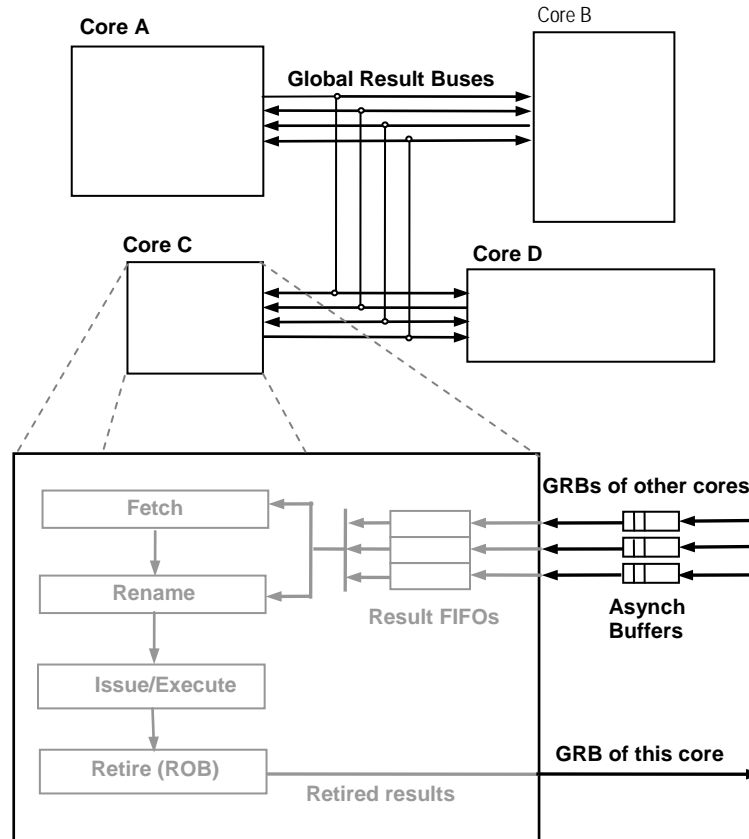 Core A
Core B
Global Result Buses
Core C
Core D
GRBs of other cores
Fetch
Rename
Result FIFOs
Asynch
Buffers
Issue/Execute
Retire (ROB)
GRB of this core
Retired results